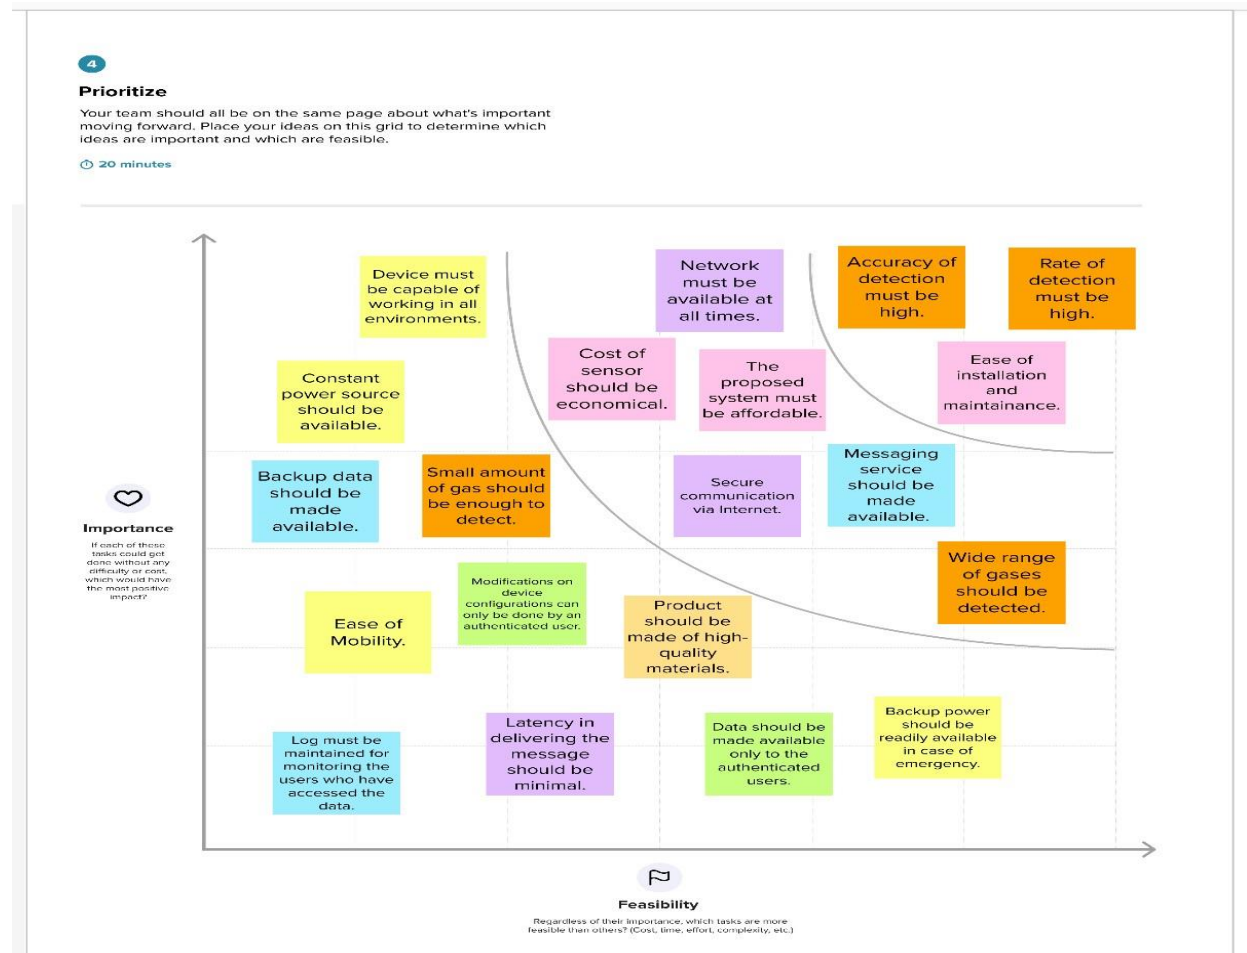 4
Prioritize
Your team should all be on the same page about what's important
moving forward. Place your ideas on this grid to determine which
ideas are important and which are feasible.
20 minutes
Device must
be capable of
working in all
environments.
Network
must be
available at
all times.
Accuracy of
detection
must be
high.
Rate of
detection
must be
high.
Constant
power source
should be
available.
Cost of
sensor
should be
economical.
The
proposed
system must
be affordable.
Ease of
installation
and
maintainance.
Backup data
should be
made
available.
Small amount
of gas should
be enough to
detect.
Secure
communication
via Internet.
Messaging
service
should be
made
available.
Importance
If each of these
tasks could get
done without any
difficulty or cost,
which would have
the most positive
impact?
Ease of
Mobility.
Modifications on
device
configurations can
only be done by an
authenticated user.
Product
should be
made of high-
quality
materials.
Wide range
of gases
should be
detected.
Log must be
maintained for
monitoring the
users who have
accessed the
data.
Latency in
delivering the
message
should be
minimal.
Data should be
made available
only to the
authenticated
users.
Backup power
should be
readily available
in case of
emergency.
Feasibility
Regardless of their importance, which tasks are more
feasible than others? (Cost, time, effort, complexity, etc.)